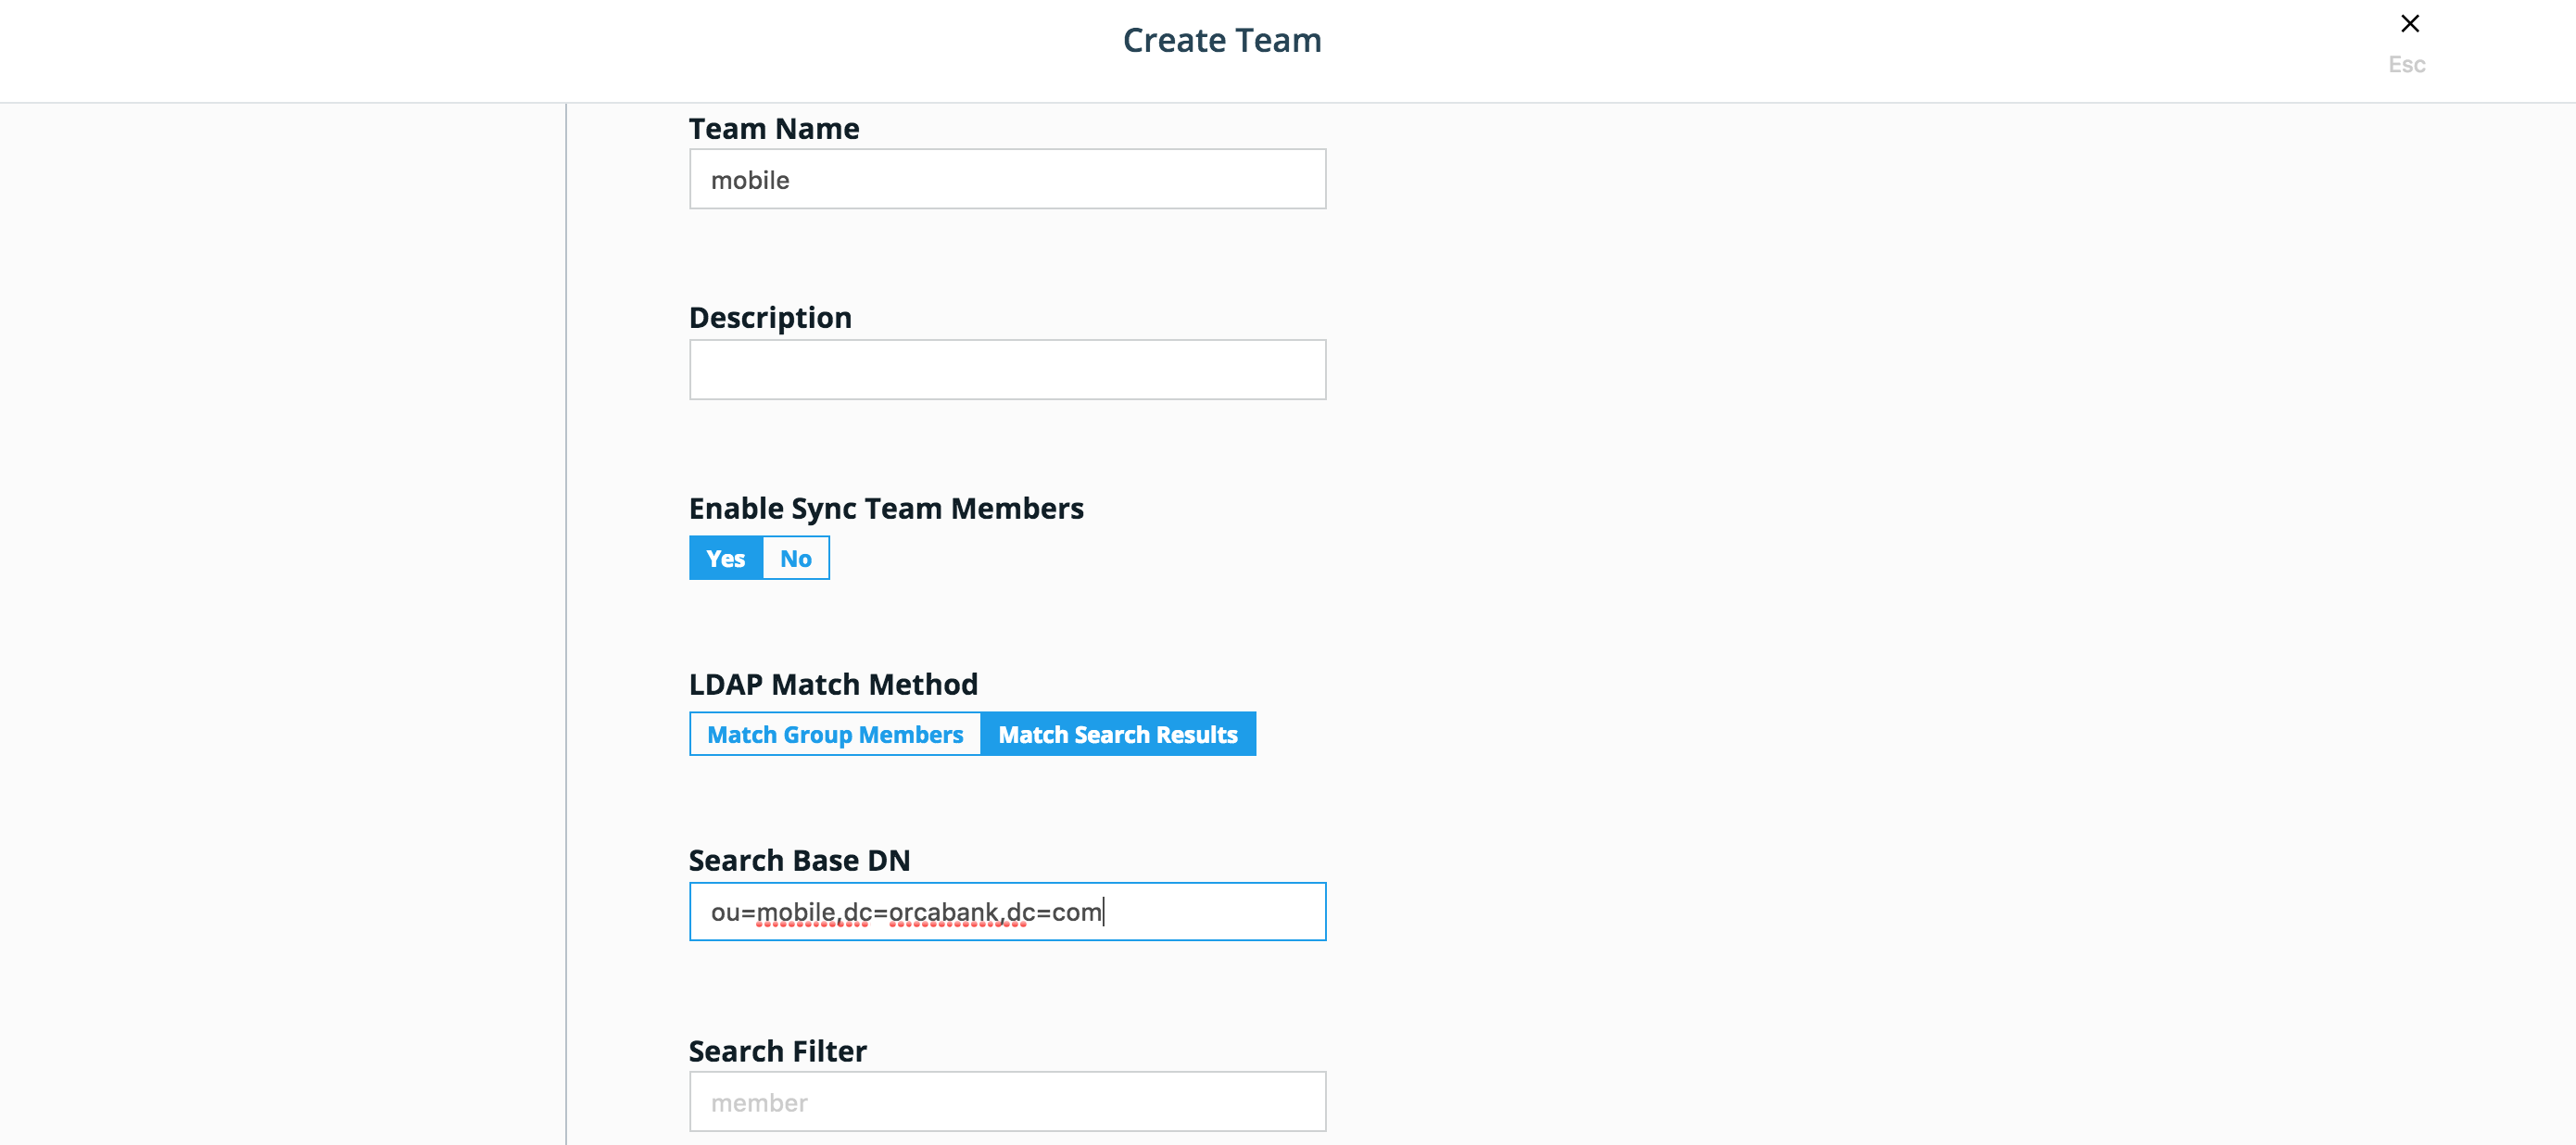 Create Team
Esc
Team Name
mobile
Description
Enable Sync Team Members
Yes No
LDAP Match Method
Match Group Members Match Search Results
Search Base DN
ou=mobile,dc=orcabank,dc=com
Search Filter
member